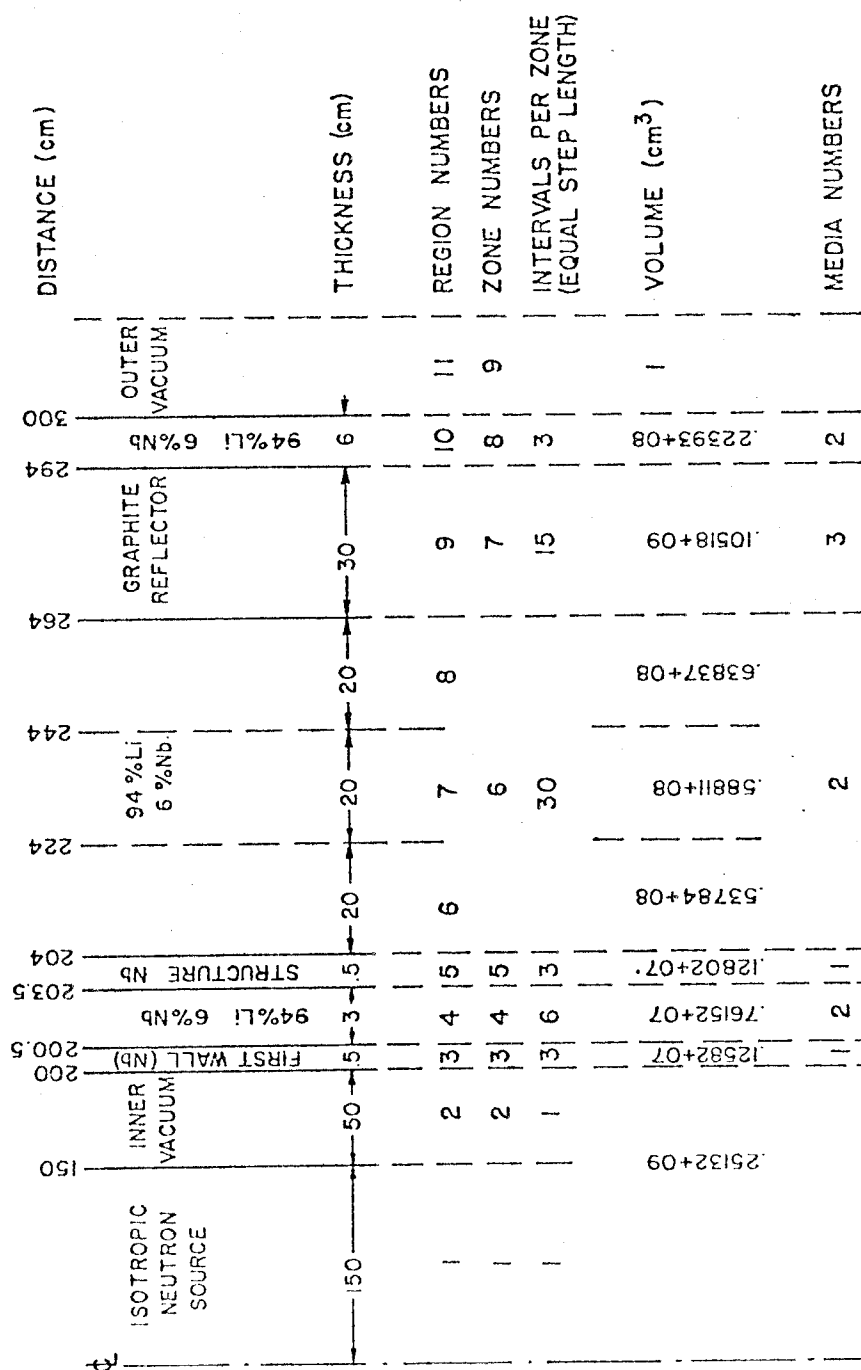 DISTANCE (cm)
℄ 150 200 200.5 203.5 204 224 244 264 294 300
ISOTROPIC
NEUTRON
SOURCE
INNER
VACUUM
FIRST WALL (Nb)
94%Li 6%Nb
STRUCTURE Nb
94%Li
6%Nb
GRAPHITE
REFLECTOR
94%Li 6%Nb
OUTER
VACUUM
THICKNESS (cm)
150 50 .5 3 .5 20 20 20 30 6
REGION NUMBERS
1 2 3 4 5 6 7 8 9 10 11
ZONE NUMBERS
1 2 3 4 5 6 7 8 9
INTERVALS PER ZONE
(EQUAL STEP LENGTH)
1 1 3 6 3 30 15 3
VOLUME (cm³)
.25132+09 .12582+07 .76152+07 .12802+07 .53784+08 .58811+08 .63837+08 .10518+09 .22393+08 —
MEDIA NUMBERS
1 2 1 2 3 2